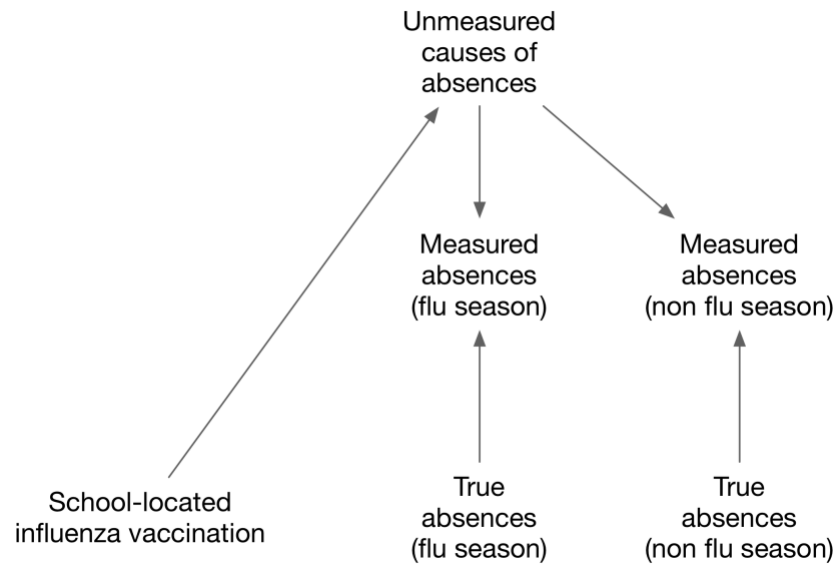 Unmeasured
causes of
absences
Measured
absences
(flu season)
Measured
absences
(non flu season)
School-located
influenza vaccination
True
absences
(flu season)
True
absences
(non flu season)